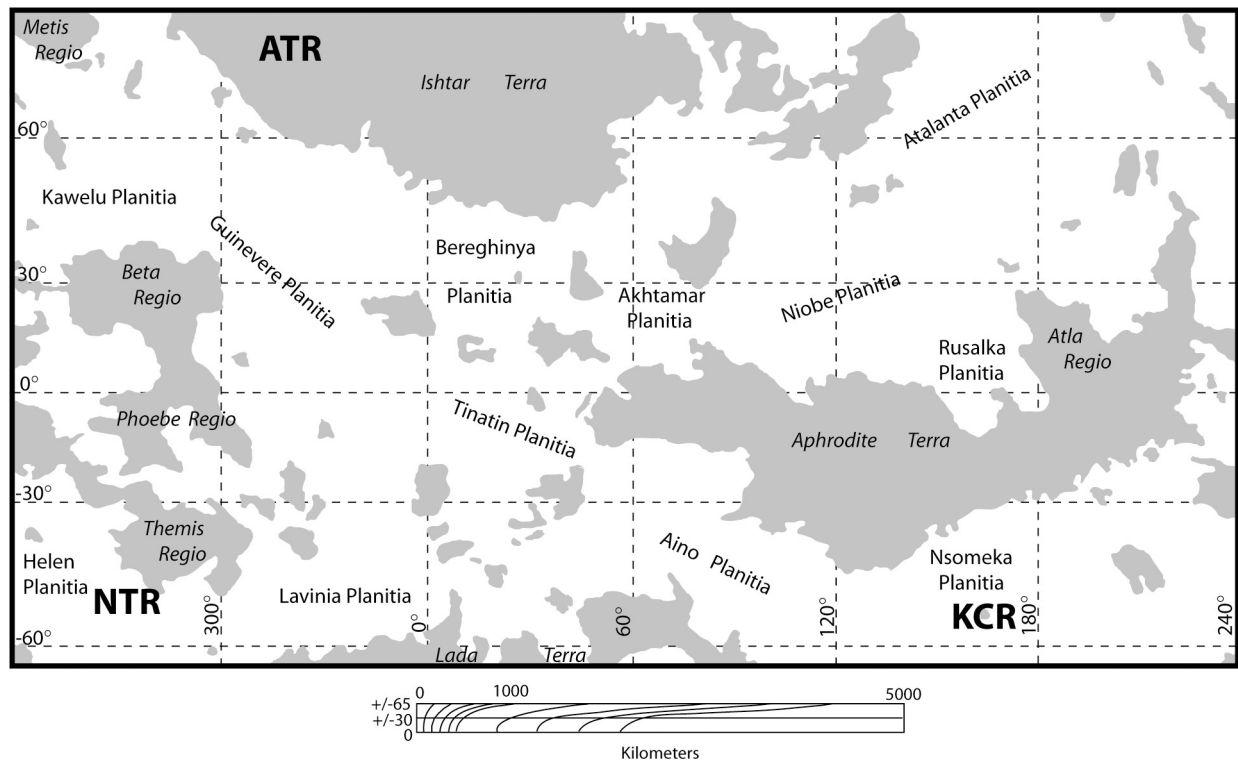 Metis
Regio
ATR
Ishtar Terra
Atalanta Planitia
60°
Kawelu Planitia
Guinevere Planitia
Bereghinya
Planitia
Beta
Regio
30°
Akhtamar
Planitia
Niobe Planitia
Rusalka
Planitia
Atla
Regio
0°
Phoebe Regio
Tinatin Planitia
Aphrodite Terra
-30°
Themis
Regio
Helen
Planitia
NTR
Lavinia Planitia
Aino Planitia
Nsomeka
Planitia
KCR
300°
0°
60°
120°
180°
240°
-60°
Lada Terra
0 1000 5000
+/-65
+/-30
0
Kilometers